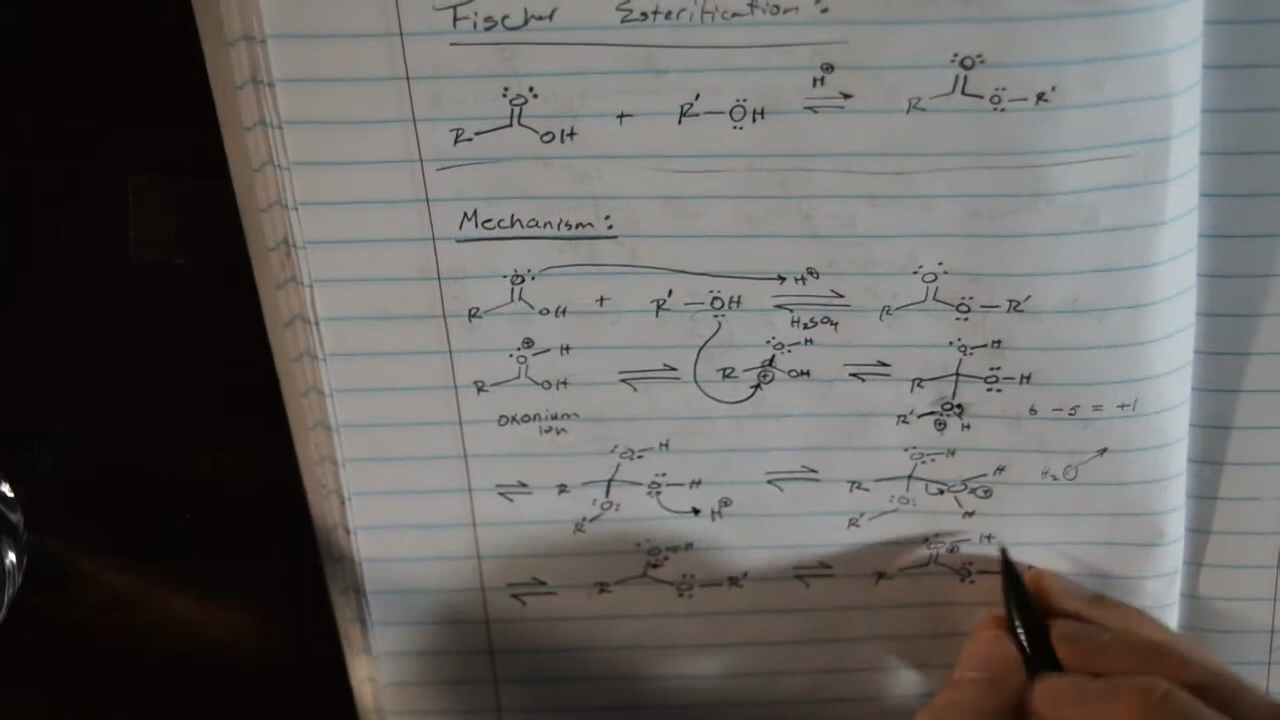 Fischer Esterification:
O H⊕ O
R OH + R'-ÖH ⇌ R O-R'
Mechanism:
O H⊕
R OH + R'-ÖH ⇌ R O-R'
H₂SO₄
⊕
O-H O-H O-H
R OH ⇌ R ⊕ OH ⇌ R O-H
oxonium R' O ⊕ H 6 - 5 = +1
ion
O-H O-H H H₂O
⇌ R O-H ⇌ R O ⊕
R' O H⊕ R' O H
O-H O ⊕ H
⇌ R O-R' ⇌ R O